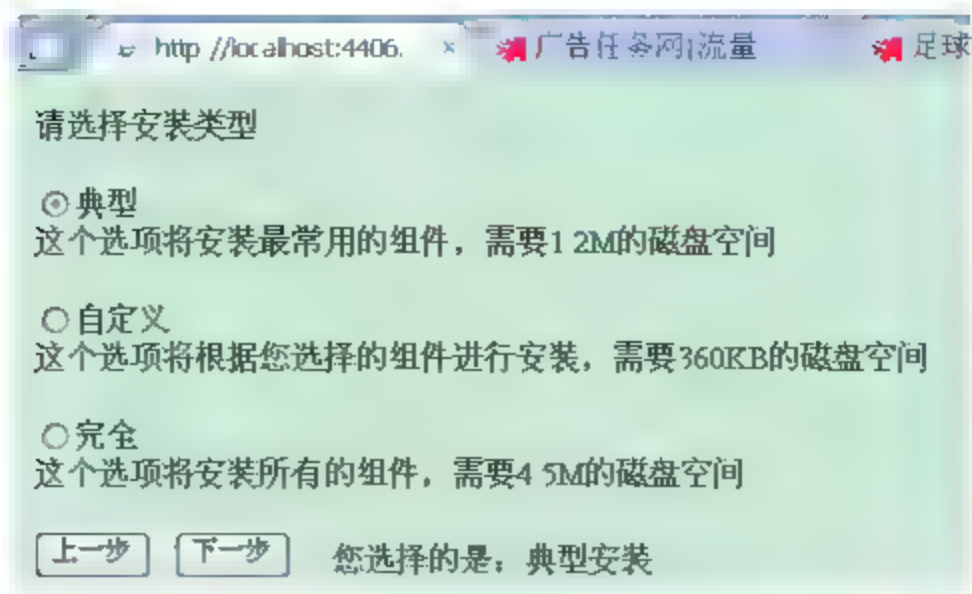 http://localhost:4406. × 广告任务网|流量 足球
请选择安装类型
典型
这个选项将安装最常用的组件，需要1.2M的磁盘空间
自定义
这个选项将根据您选择的组件进行安装，需要360KB的磁盘空间
完全
这个选项将安装所有的组件，需要4.5M的磁盘空间
上一步 下一步 您选择的是：典型安装